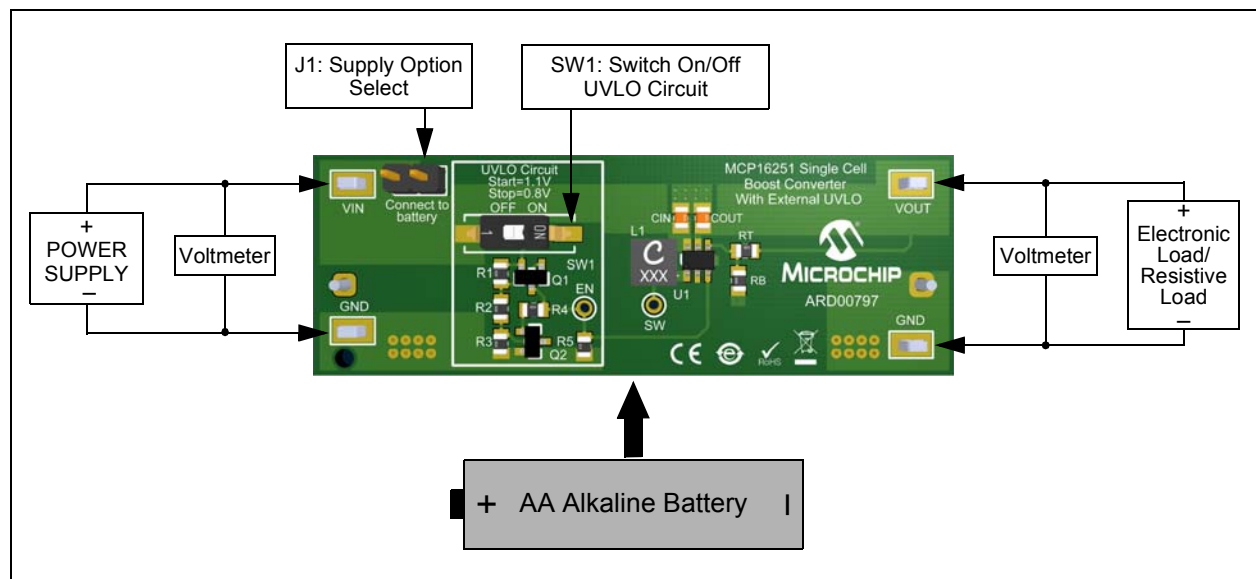 J1: Supply Option
Select
SW1: Switch On/Off
UVLO Circuit
+
POWER
SUPPLY
–
Voltmeter
VIN
GND
Connect to
battery
UVLO Circuit
Start=1.1V
Stop=0.8V
OFF ON
1
ON
SW1
R1
Q1
R2
R4
EN
R3
Q2
R5
MCP16251 Single Cell
Boost Converter
With External UVLO
CIN
COUT
L1
C
XXX
U1
SW
RT
RB
MICROCHIP
ARD00797
CE
e
RoHS
VOUT
GND
Voltmeter
+
Electronic
Load/
Resistive
Load
–
+ AA Alkaline Battery –